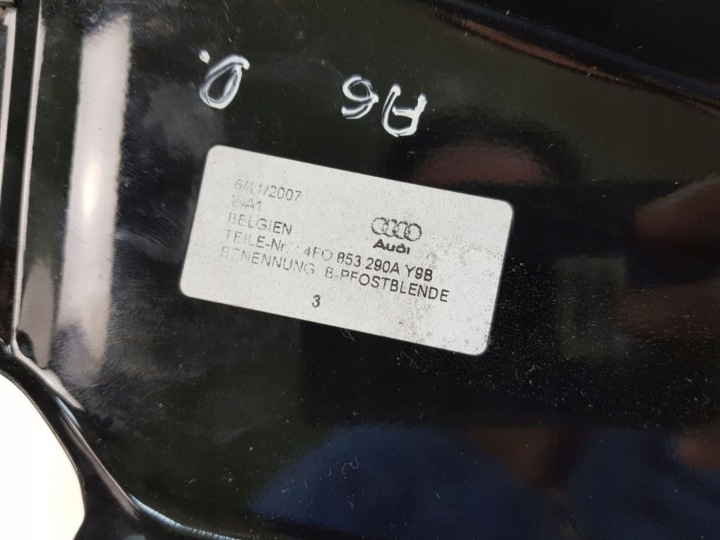 A6 D.
6/11/2007
BELGIEN
Audi
TEILE-Nr.: 4F0 853 290A Y9B
BENENNUNG: B-PFOSTBLENDE
3